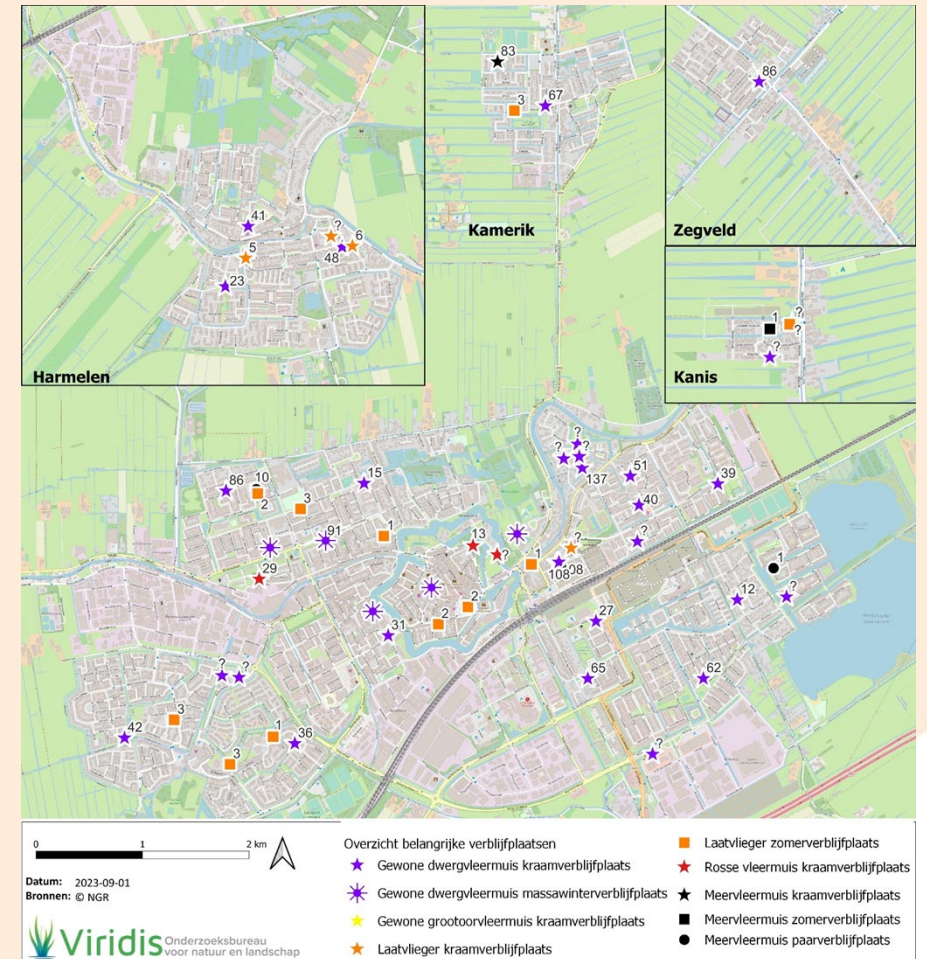 83
3
67
Kamerik
86
Zegveld
41
?
6
5
48
23
Harmelen
1
?
?
?
Kanis
?
?
?
137
51
39
40
?
15
86
10
2
3
91
1
13
?
29
?
1
108
08
1
12
?
2
2
31
27
65
62
?
?
?
42
3
1
36
3
0 1 2 km
Datum: 2023-09-01
Bronnen: © NGR
Viridis Onderzoeksbureau
voor natuur en landschap
Overzicht belangrijke verblijfplaatsen
Gewone dwergvleermuis kraamverblijfplaats
Gewone dwergvleermuis massawinterverblijfplaats
Gewone grootoorvleermuis kraamverblijfplaats
Laatvlieger kraamverblijfplaats
Laatvlieger zomerverblijfplaats
Rosse vleermuis kraamverblijfplaats
Meervleermuis kraamverblijfplaats
Meervleermuis zomerverblijfplaats
Meervleermuis paarverblijfplaats